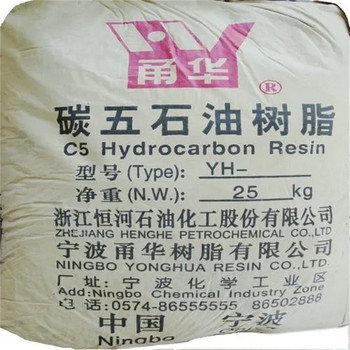 甬华
®
碳五石油树脂
C5 Hydrocarbon Resin
型号(Type): YH-
净重(N.W.): 25 kg
浙江恒河石油化工股份有限公司
ZHEJIANG HENGHE PETROCHEMICAL CO., LTD
宁波甬华树脂有限公司
NINGBO YONGHUA RESIN CO., LTD.
厂址: 宁波化学工业区
Add:Ningbo Chemical Industry Zone
电话: 0574-86555555 86502888
中国 宁波
Ningbo